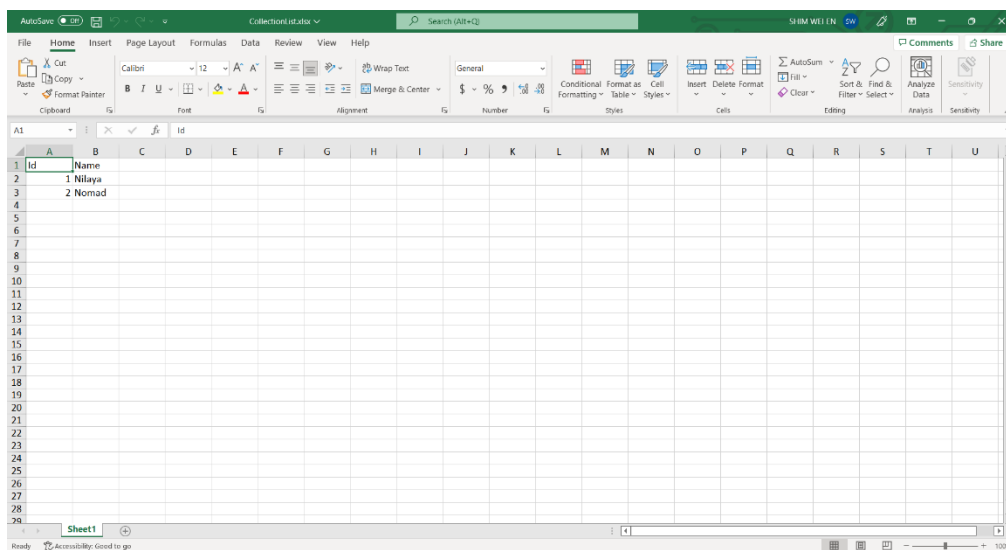 AutoSave Off CollectionList.xlsx Search (Alt+Q) SHIM WEI EN SW
File Home Insert Page Layout Formulas Data Review View Help Comments Share
Paste Cut Copy Format Painter
Calibri 12 A A
B I U A
Wrap Text
Merge & Center
General
$ % 9
Conditional Formatting Format as Table Cell Styles
Insert Delete Format
AutoSum Fill Clear
Sort & Filter Find & Select
Analyze Data
Sensitivity
Clipboard Font Alignment Number Styles Cells Editing Analysis Sensitivity
A1 fx Id
A B C D E F G H I J K L M N O P Q R S T U
1 Id Name
2 1 Nilaya
3 2 Nomad
4
5
6
7
8
9
10
11
12
13
14
15
16
17
18
19
20
21
22
23
24
25
26
27
28
29
Sheet1
Ready Accessibility: Good to go